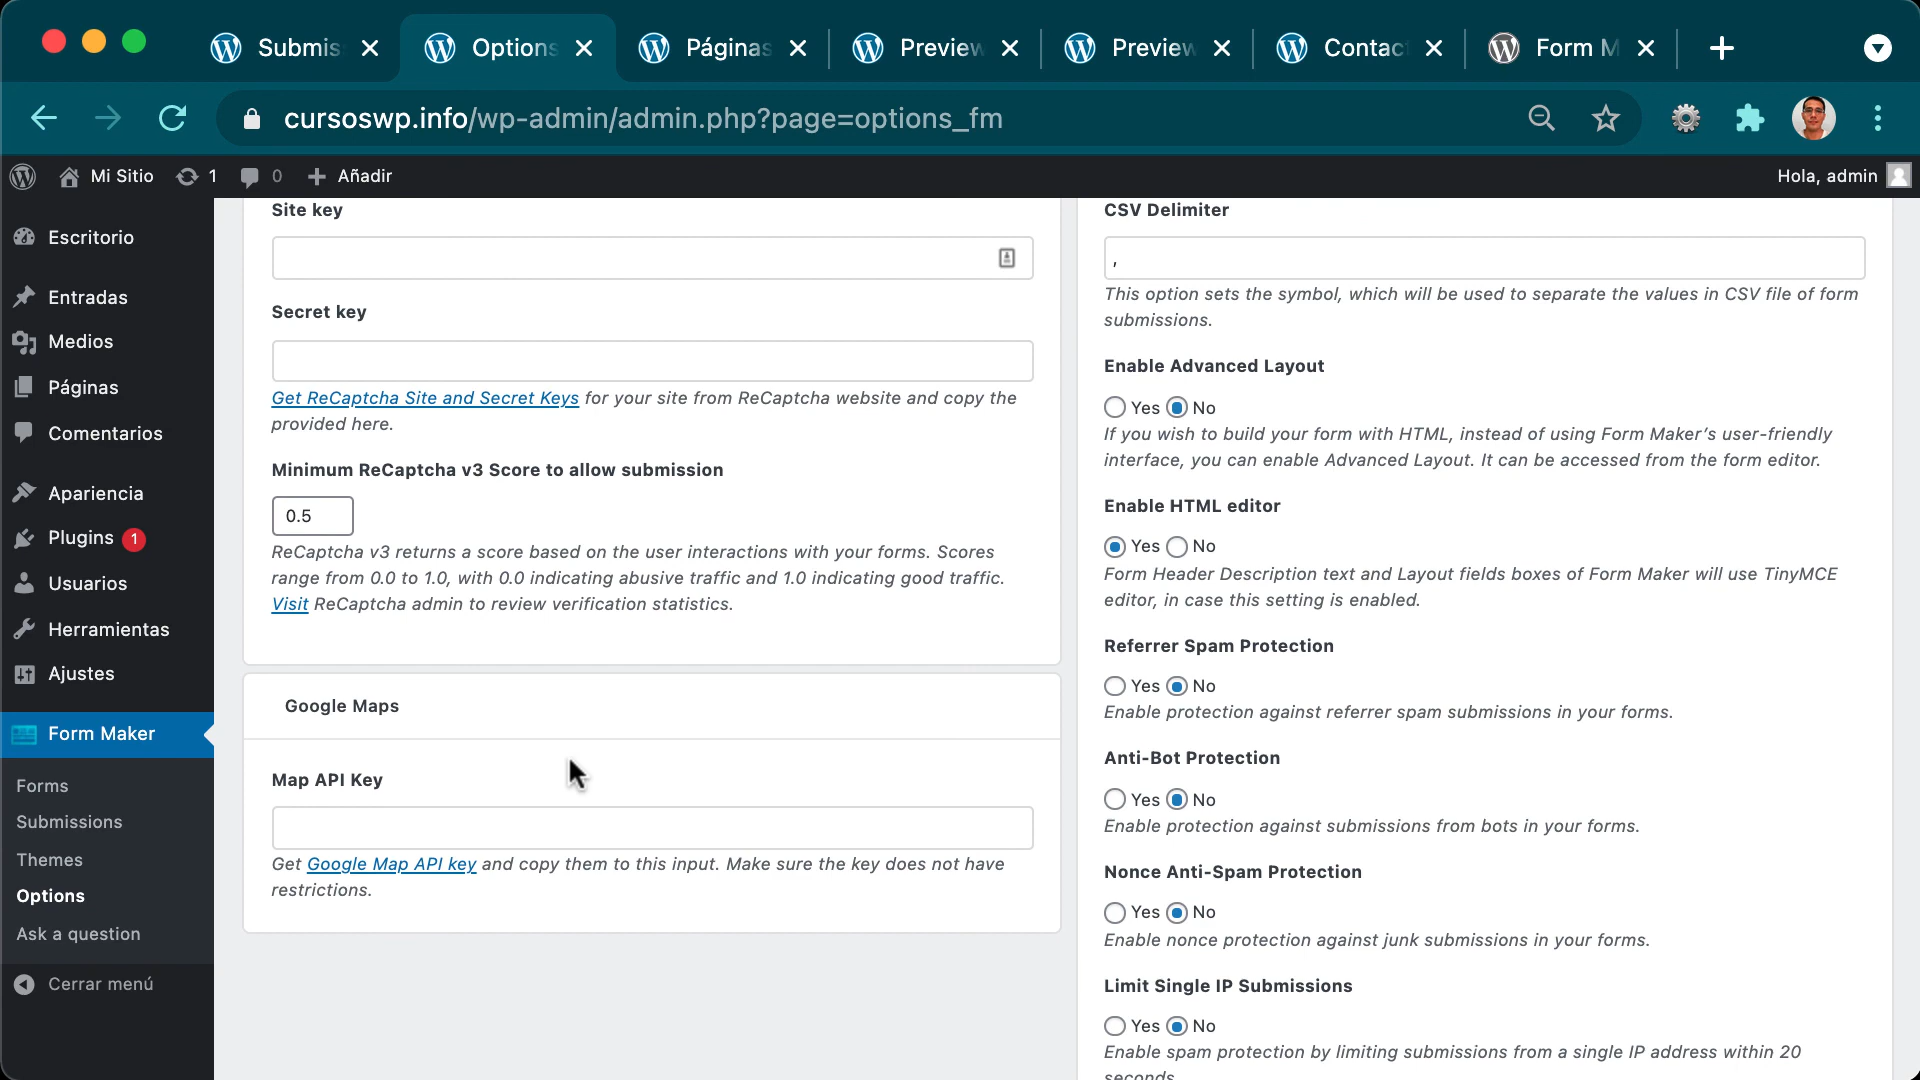 Submis
Options
Páginas
Preview
Preview
Contac
Form M
cursoswp.info/wp-admin/admin.php?page=options_fm
Mi Sitio
1
0
Añadir
Hola, admin
Escritorio
Entradas
Medios
Páginas
Comentarios
Apariencia
Plugins 1
Usuarios
Herramientas
Ajustes
Form Maker
Forms
Submissions
Themes
Options
Ask a question
Cerrar menú
Site key
Secret key
Get ReCaptcha Site and Secret Keys for your site from ReCaptcha website and copy the
provided here.
Minimum ReCaptcha v3 Score to allow submission
0.5
ReCaptcha v3 returns a score based on the user interactions with your forms. Scores
range from 0.0 to 1.0, with 0.0 indicating abusive traffic and 1.0 indicating good traffic.
Visit ReCaptcha admin to review verification statistics.
Google Maps
Map API Key
Get Google Map API key and copy them to this input. Make sure the key does not have
restrictions.
CSV Delimiter
,
This option sets the symbol, which will be used to separate the values in CSV file of form
submissions.
Enable Advanced Layout
Yes No
If you wish to build your form with HTML, instead of using Form Maker's user-friendly
interface, you can enable Advanced Layout. It can be accessed from the form editor.
Enable HTML editor
Yes No
Form Header Description text and Layout fields boxes of Form Maker will use TinyMCE
editor, in case this setting is enabled.
Referrer Spam Protection
Yes No
Enable protection against referrer spam submissions in your forms.
Anti-Bot Protection
Yes No
Enable protection against submissions from bots in your forms.
Nonce Anti-Spam Protection
Yes No
Enable nonce protection against junk submissions in your forms.
Limit Single IP Submissions
Yes No
Enable spam protection by limiting submissions from a single IP address within 20
seconds